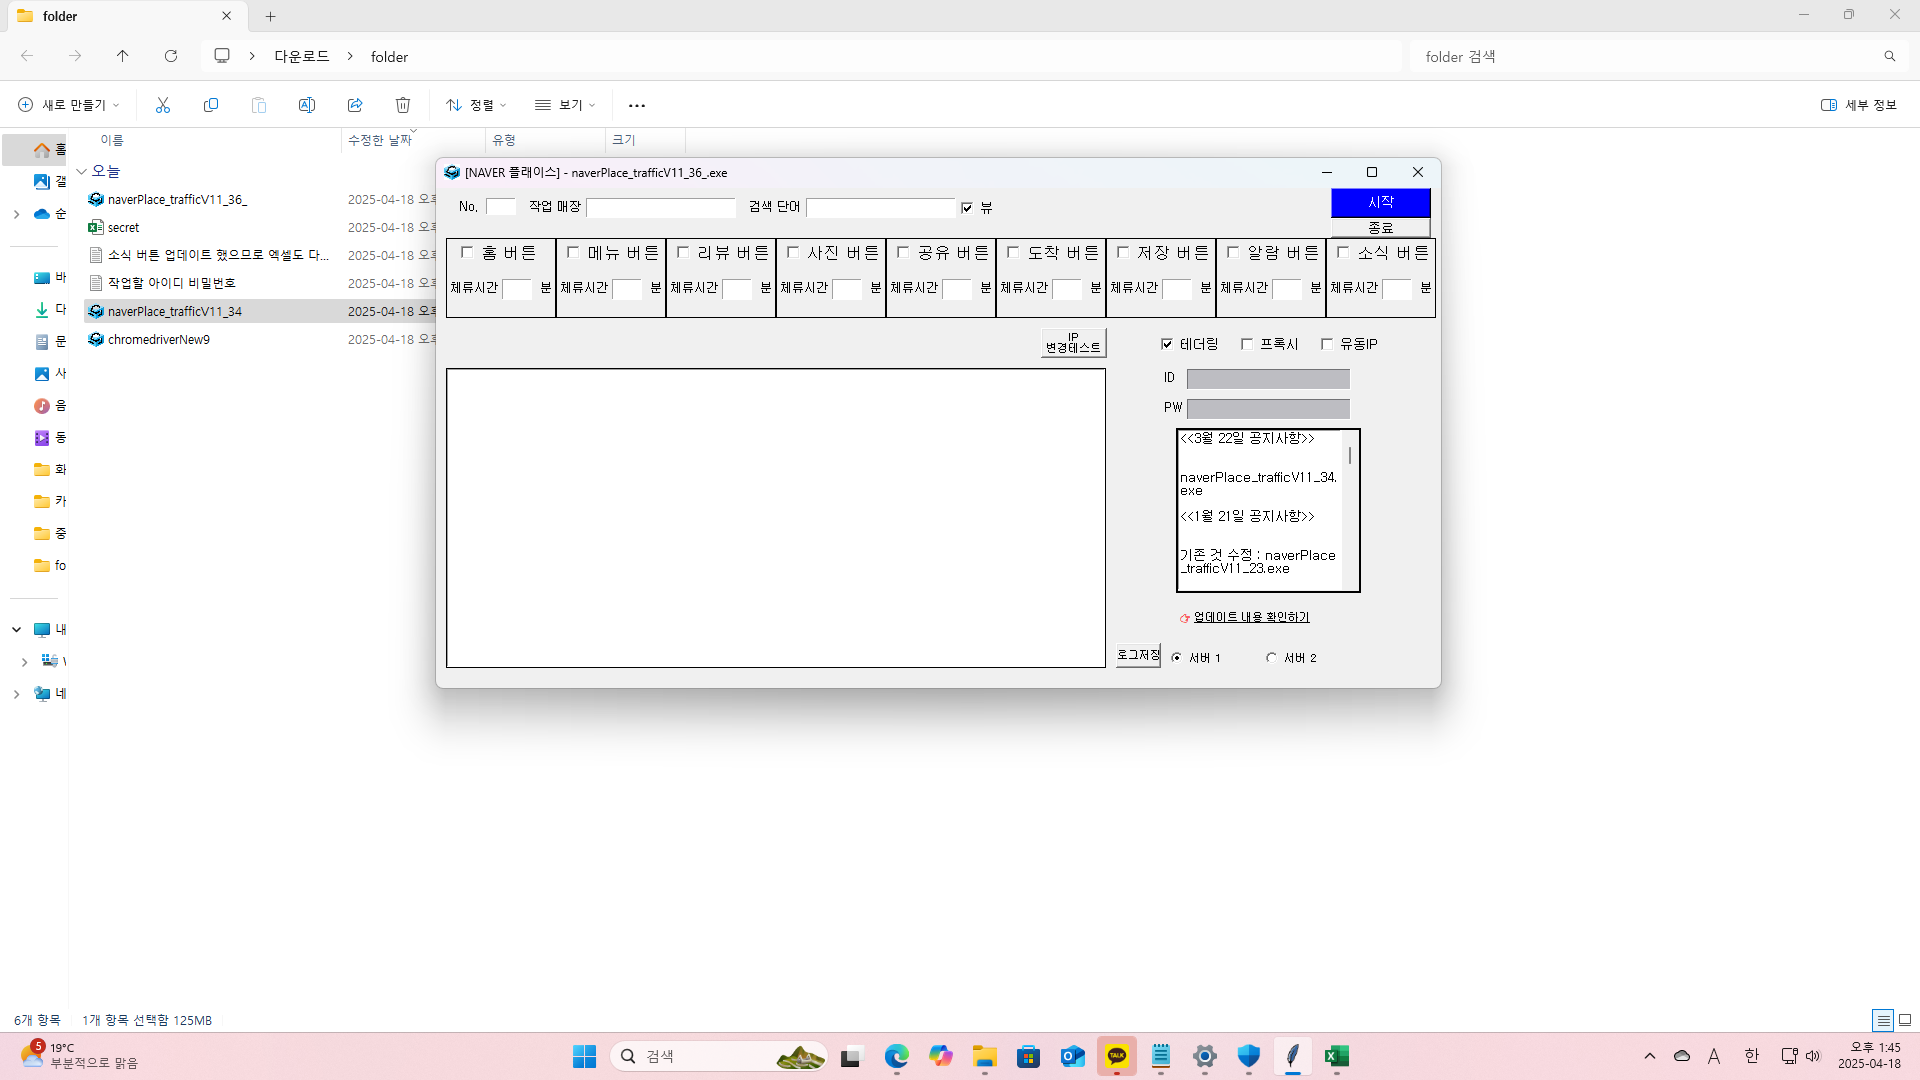 folder
다운로드 folder
folder 검색
새로 만들기
정렬
보기
세부 정보
이름 수정한 날짜 유형 크기
홈
갤
순
바
다
문
사
음
동
화
카
중
fo
내
네
오늘
naverPlace_trafficV11_36_ 2025-04-18 오후
secret 2025-04-18 오후
소식 버튼 업데이트 했으므로 엑셀도 다... 2025-04-18 오후
작업할 아이디 비밀번호 2025-04-18 오후
naverPlace_trafficV11_34 2025-04-18 오후
chromedriverNew9 2025-04-18 오후
[NAVER 플래이스] - naverPlace_trafficV11_36_.exe
No. 작업 매장 검색 단어 뷰
시작
종료
홈 버튼 메뉴 버튼 리뷰 버튼 사진 버튼 공유 버튼 도착 버튼 저장 버튼 알람 버튼 소식 버튼
체류시간 분 체류시간 분 체류시간 분 체류시간 분 체류시간 분 체류시간 분 체류시간 분 체류시간 분 체류시간 분
IP
변경테스트
테더링 프록시 유동IP
ID
PW
<<3월 22일 공지사항>>
naverPlace_trafficV11_34.
exe
<<1월 21일 공지사항>>
기존 것 수정 : naverPlace
_trafficV11_23.exe
업데이트 내용 확인하기
로그저장 서버 1 서버 2
6개 항목 1개 항목 선택함 125MB
5
19°C
부분적으로 맑음
검색
TALK
A
한
오후 1:45
2025-04-18